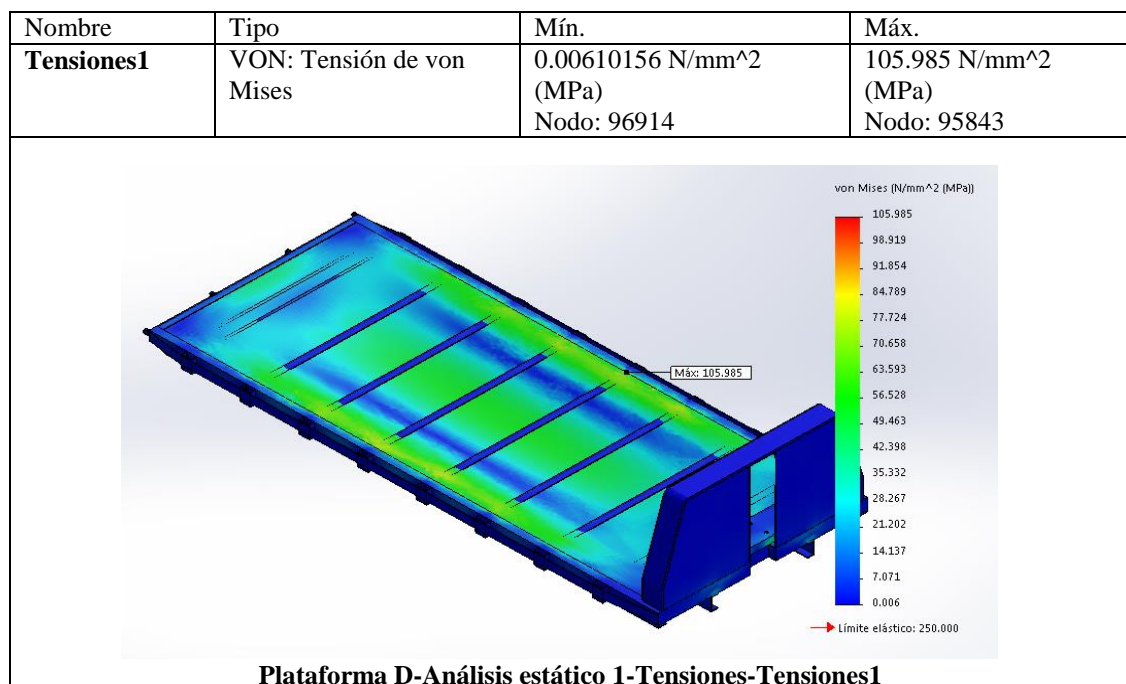 Nombre Tipo Mín. Máx.
Tensiones1 VON: Tensión de von 0.00610156 N/mm^2 105.985 N/mm^2
Mises (MPa) (MPa)
Nodo: 96914 Nodo: 95843
von Mises (N/mm^2 (MPa))
105.985
98.919
91.854
84.789
77.724
70.658
63.593
56.528
49.463
42.398
35.332
28.267
21.202
14.137
7.071
0.006
Máx: 105.985
Límite elástico: 250.000
Plataforma D-Análisis estático 1-Tensiones-Tensiones1